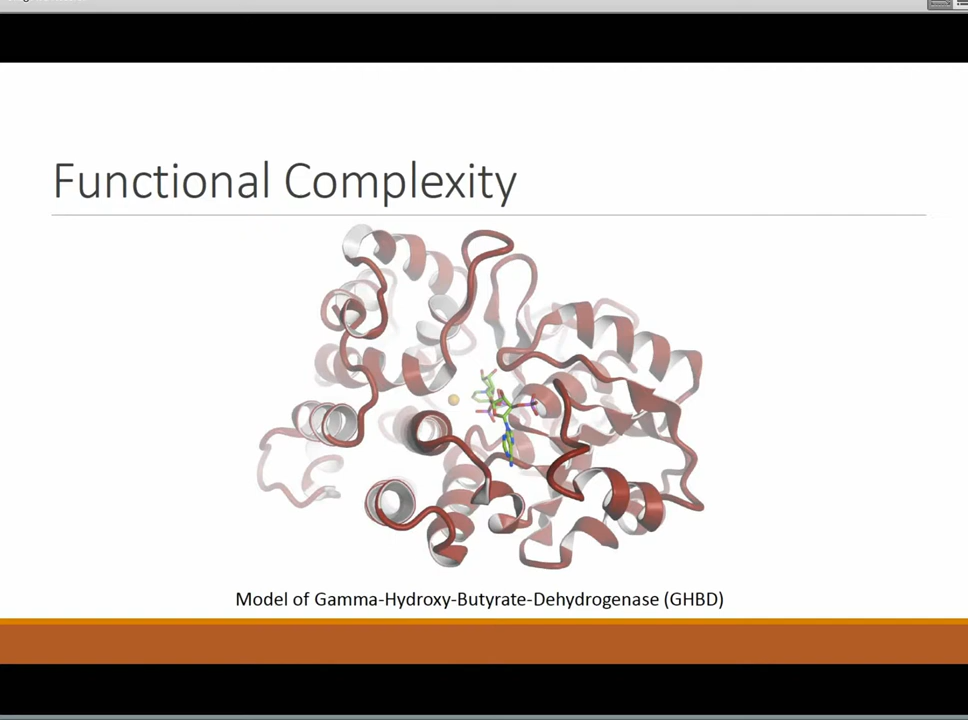 Functional Complexity
Model of Gamma-Hydroxy-Butyrate-Dehydrogenase (GHBD)